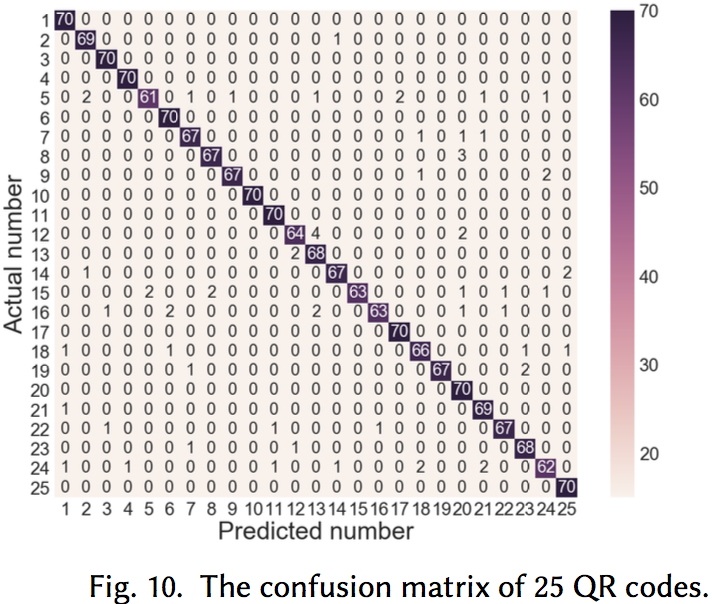 Actual number
1 70 0 0 0 0 0 0 0 0 0 0 0 0 0 0 0 0 0 0 0 0 0 0 0 0
2 0 69 0 0 0 0 0 0 0 0 0 0 0 1 0 0 0 0 0 0 0 0 0 0 0
3 0 0 70 0 0 0 0 0 0 0 0 0 0 0 0 0 0 0 0 0 0 0 0 0 0
4 0 0 0 70 0 0 0 0 0 0 0 0 0 0 0 0 0 0 0 0 0 0 0 0 0
5 0 2 0 0 61 0 1 0 1 0 0 0 1 0 0 0 2 0 0 0 1 0 0 1 0
6 0 0 0 0 0 70 0 0 0 0 0 0 0 0 0 0 0 0 0 0 0 0 0 0 0
7 0 0 0 0 0 0 67 0 0 0 0 0 0 0 0 0 0 1 0 1 1 0 0 0 0
8 0 0 0 0 0 0 0 67 0 0 0 0 0 0 0 0 0 0 0 3 0 0 0 0 0
9 0 0 0 0 0 0 0 0 67 0 0 0 0 0 0 0 0 1 0 0 0 0 0 2 0
10 0 0 0 0 0 0 0 0 0 70 0 0 0 0 0 0 0 0 0 0 0 0 0 0 0
11 0 0 0 0 0 0 0 0 0 0 70 0 0 0 0 0 0 0 0 0 0 0 0 0 0
12 0 0 0 0 0 0 0 0 0 0 0 64 4 0 0 0 0 0 0 2 0 0 0 0 0
13 0 0 0 0 0 0 0 0 0 0 0 2 68 0 0 0 0 0 0 0 0 0 0 0 0
14 0 1 0 0 0 0 0 0 0 0 0 0 0 67 0 0 0 0 0 0 0 0 0 0 2
15 0 0 0 0 2 0 0 2 0 0 0 0 0 0 63 0 0 0 0 1 0 1 0 1 0
16 0 0 1 0 0 2 0 0 0 0 0 0 2 0 0 63 0 0 0 1 0 1 0 0 0
17 0 0 0 0 0 0 0 0 0 0 0 0 0 0 0 0 70 0 0 0 0 0 0 0 0
18 1 0 0 0 0 1 0 0 0 0 0 0 0 0 0 0 0 66 0 0 0 0 1 0 1
19 0 0 0 0 0 0 1 0 0 0 0 0 0 0 0 0 0 0 67 0 0 0 2 0 0
20 0 0 0 0 0 0 0 0 0 0 0 0 0 0 0 0 0 0 0 70 0 0 0 0 0
21 1 0 0 0 0 0 0 0 0 0 0 0 0 0 0 0 0 0 0 0 69 0 0 0 0
22 0 0 1 0 0 0 0 0 0 0 1 0 0 0 0 1 0 0 0 0 0 67 0 0 0
23 0 0 0 0 0 0 1 0 0 0 0 1 0 0 0 0 0 0 0 0 0 0 68 0 0
24 1 0 0 1 0 0 0 0 0 0 1 0 0 1 0 0 0 2 0 0 2 0 0 62 0
25 0 0 0 0 0 0 0 0 0 0 0 0 0 0 0 0 0 0 0 0 0 0 0 0 70
1 2 3 4 5 6 7 8 9 10 11 12 13 14 15 16 17 18 19 20 21 22 23 24 25
Predicted number
70
60
50
40
30
20
Fig. 10. The confusion matrix of 25 QR codes.